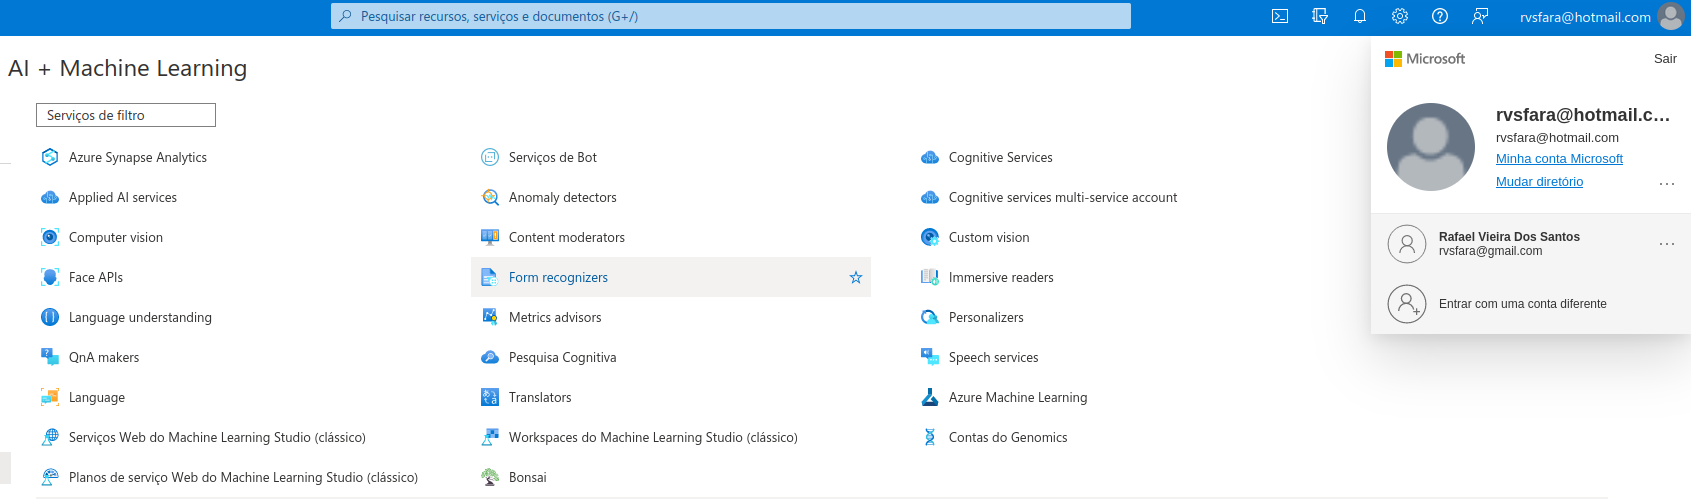 Pesquisar recursos, serviços e documentos (G+/)
rvsfara@hotmail.com
AI + Machine Learning
Serviços de filtro
Azure Synapse Analytics
Serviços de Bot
Cognitive Services
Applied AI services
Anomaly detectors
Cognitive services multi-service account
Computer vision
Content moderators
Custom vision
Face APIs
Form recognizers
Immersive readers
Language understanding
Metrics advisors
Personalizers
QnA makers
Pesquisa Cognitiva
Speech services
Language
Translators
Azure Machine Learning
Serviços Web do Machine Learning Studio (clássico)
Workspaces do Machine Learning Studio (clássico)
Contas do Genomics
Planos de serviço Web do Machine Learning Studio (clássico)
Bonsai
Microsoft
Sair
rvsfara@hotmail.c...
rvsfara@hotmail.com
Minha conta Microsoft
Mudar diretório
Rafael Vieira Dos Santos
rvsfara@gmail.com
Entrar com uma conta diferente